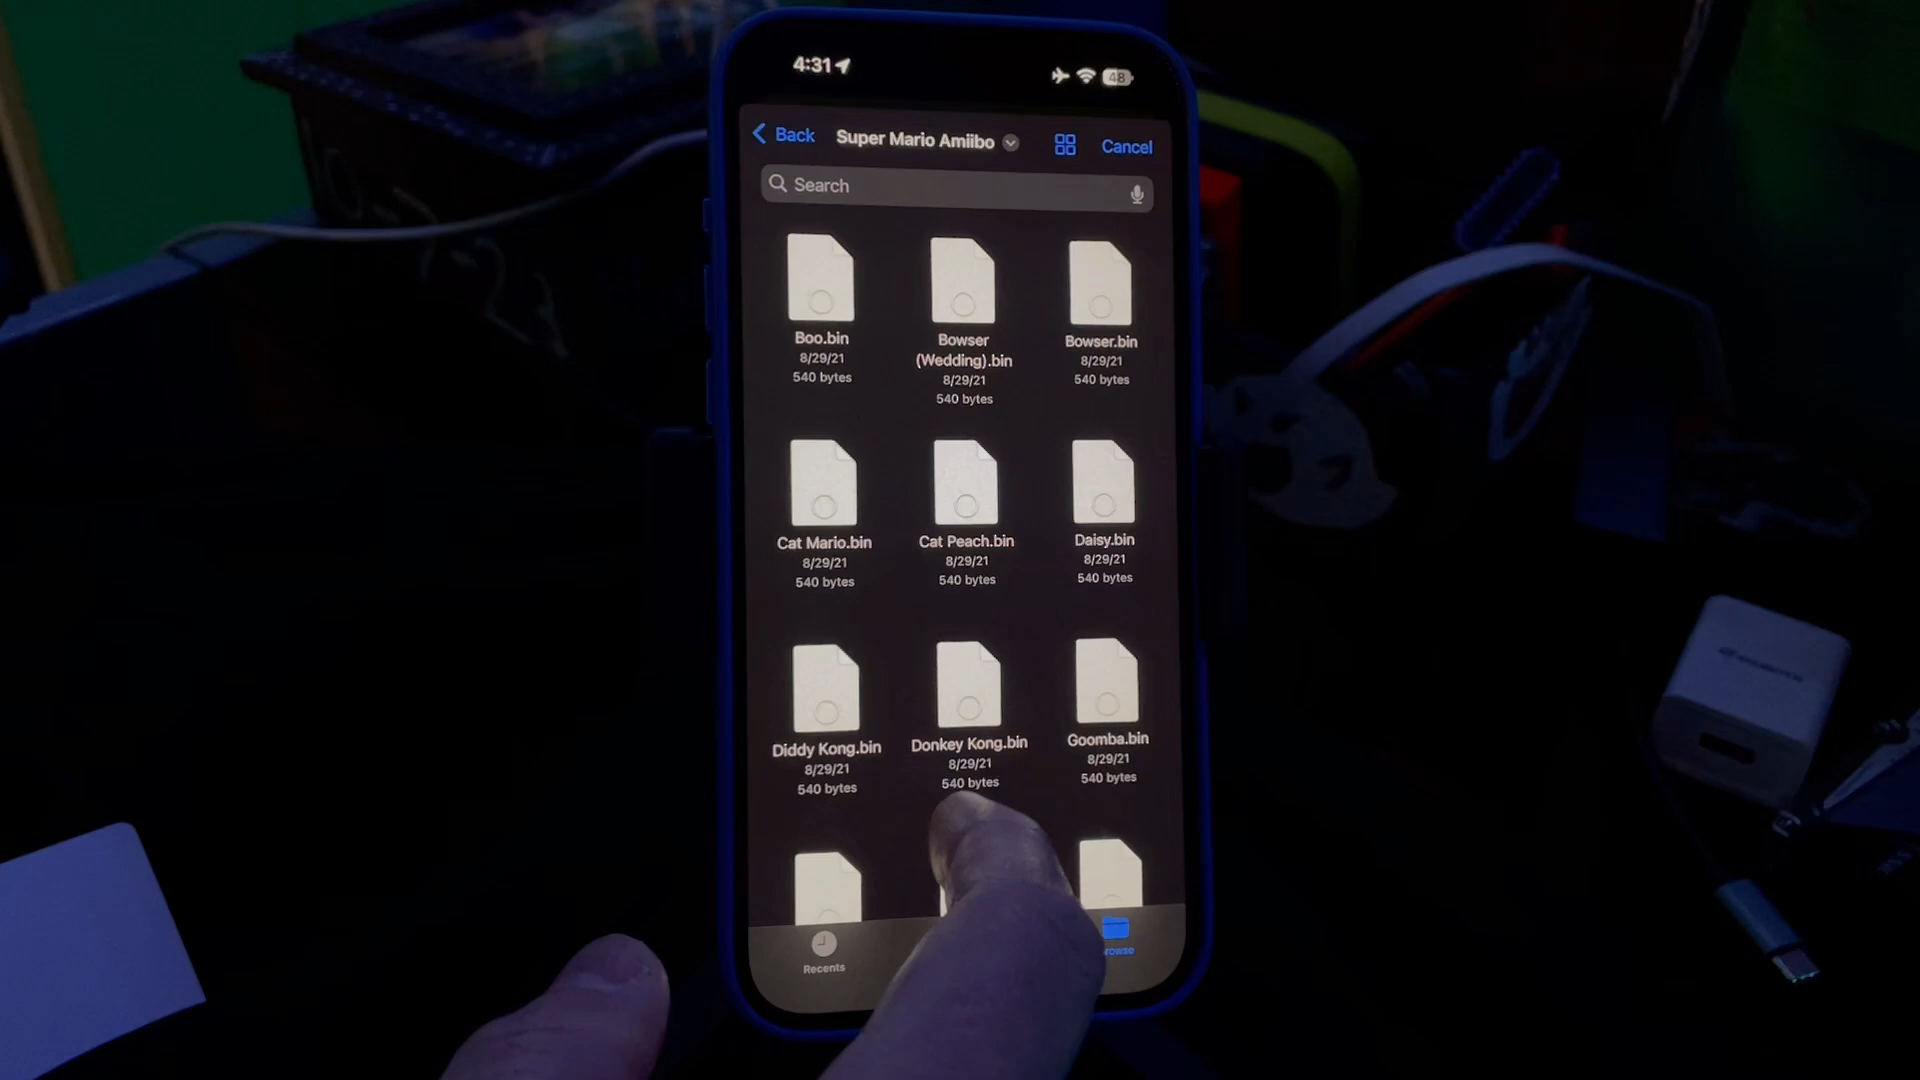 4:31
48
Back
Super Mario Amiibo
Cancel
Search
Boo.bin
8/29/21
540 bytes
Bowser
(Wedding).bin
8/29/21
540 bytes
Bowser.bin
8/29/21
540 bytes
Cat Mario.bin
8/29/21
540 bytes
Cat Peach.bin
8/29/21
540 bytes
Daisy.bin
8/29/21
540 bytes
Diddy Kong.bin
8/29/21
540 bytes
Donkey Kong.bin
8/29/21
540 bytes
Goomba.bin
8/29/21
540 bytes
Recents
rowse